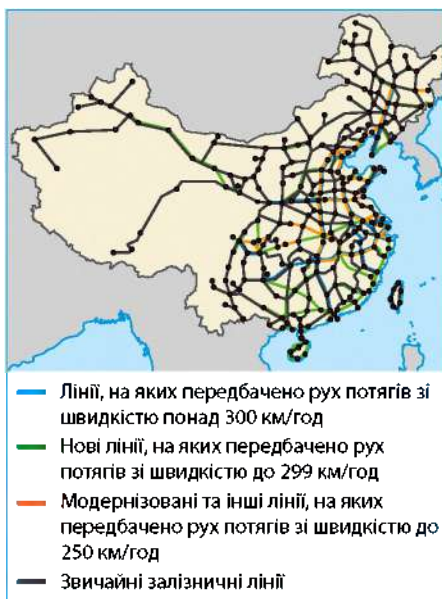 Лінії, на яких передбачено рух потягів зі
швидкістю понад 300 км/год
Нові лінії, на яких передбачено рух
потягів зі швидкістю до 299 км/год
Модернізовані та інші лінії, на яких
передбачено рух потягів зі швидкістю до
250 км/год
Звичайні залізничні лінії